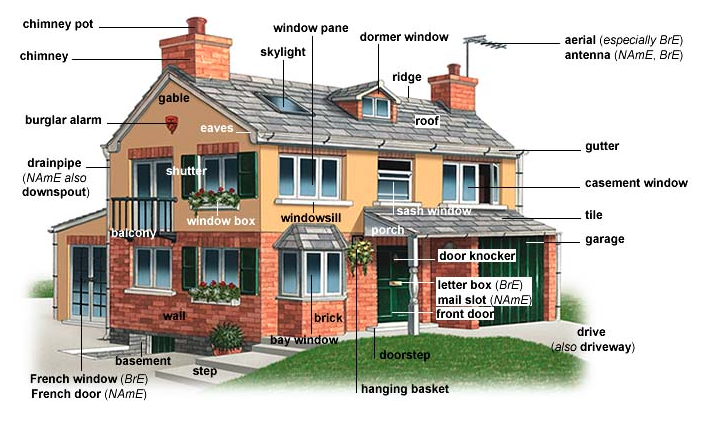 chimney pot
window pane
dormer window
skylight
aerial (especially BrE)
antenna (NAmE, BrE)
chimney
ridge
gable
roof
burglar alarm
eaves
gutter
drainpipe
(NAmE also
downspout)
shutter
casement window
window box
windowsill
sash window
tile
balcony
porch
garage
door knocker
letter box (BrE)
mail slot (NAmE)
front door
wall
brick
bay window
drive
(also driveway)
basement
step
doorstep
French window (BrE)
French door (NAmE)
hanging basket